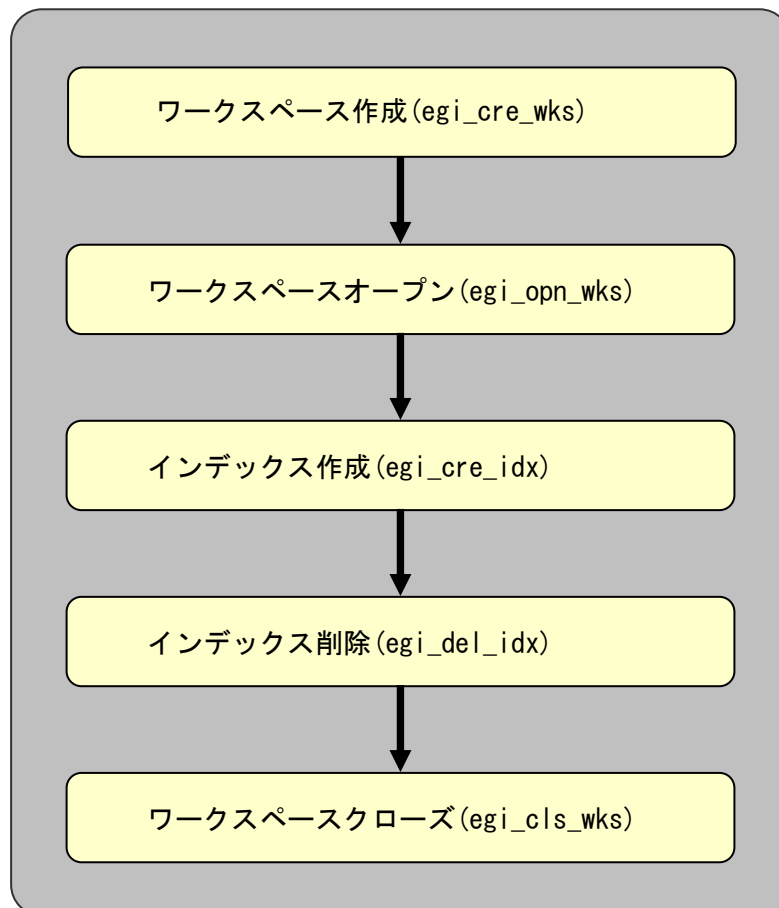 ワークスペース作成(egi_cre_wks)
ワークスペースオープン(egi_opn_wks)
インデックス作成(egi_cre_idx)
インデックス削除(egi_del_idx)
ワークスペースクローズ(egi_cls_wks)